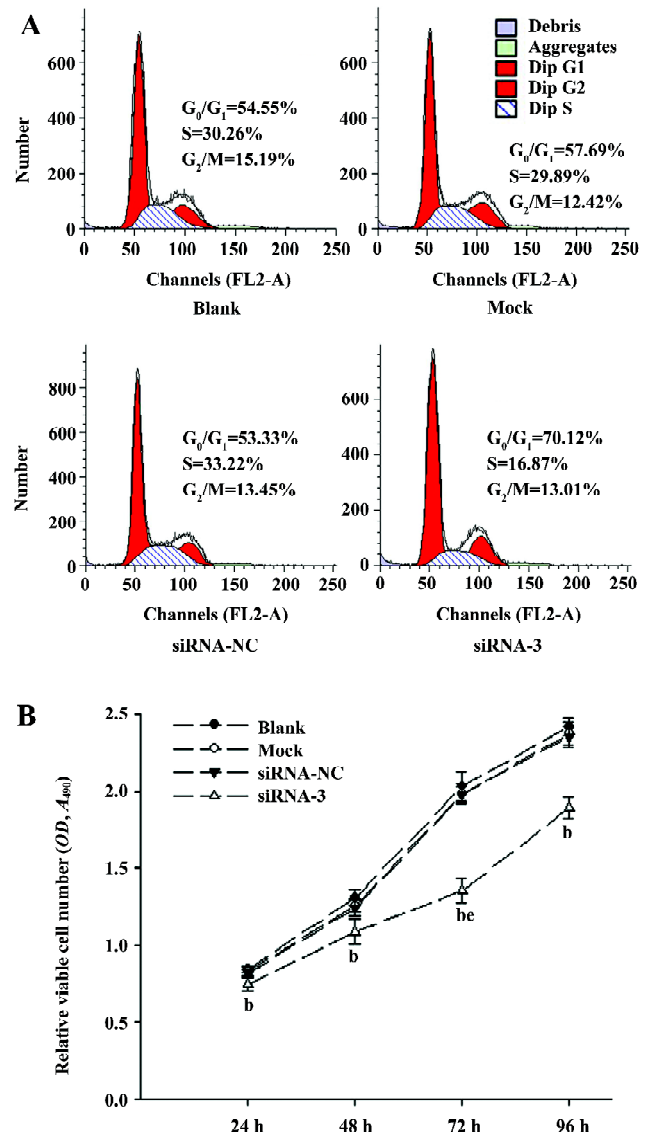 A
Debris
Aggregates
Dip G1
Dip G2
Dip S
Number
600
400
200
0
G0/G1=54.55%
S=30.26%
G2/M=15.19%
0 50 100 150 200 250
Channels (FL2-A)
Blank
600
400
200
0
G0/G1=57.69%
S=29.89%
G2/M=12.42%
0 50 100 150 200 250
Channels (FL2-A)
Mock
Number
800
600
400
200
0
G0/G1=53.33%
S=33.22%
G2/M=13.45%
0 50 100 150 200 250
Channels (FL2-A)
siRNA-NC
600
400
200
0
G0/G1=70.12%
S=16.87%
G2/M=13.01%
0 50 100 150 200 250
Channels (FL2-A)
siRNA-3
B
Relative viable cell number (OD, A490)
2.5
2.0
1.5
1.0
0.5
0.0
Blank
Mock
siRNA-NC
siRNA-3
b
b
be
b
24 h 48 h 72 h 96 h